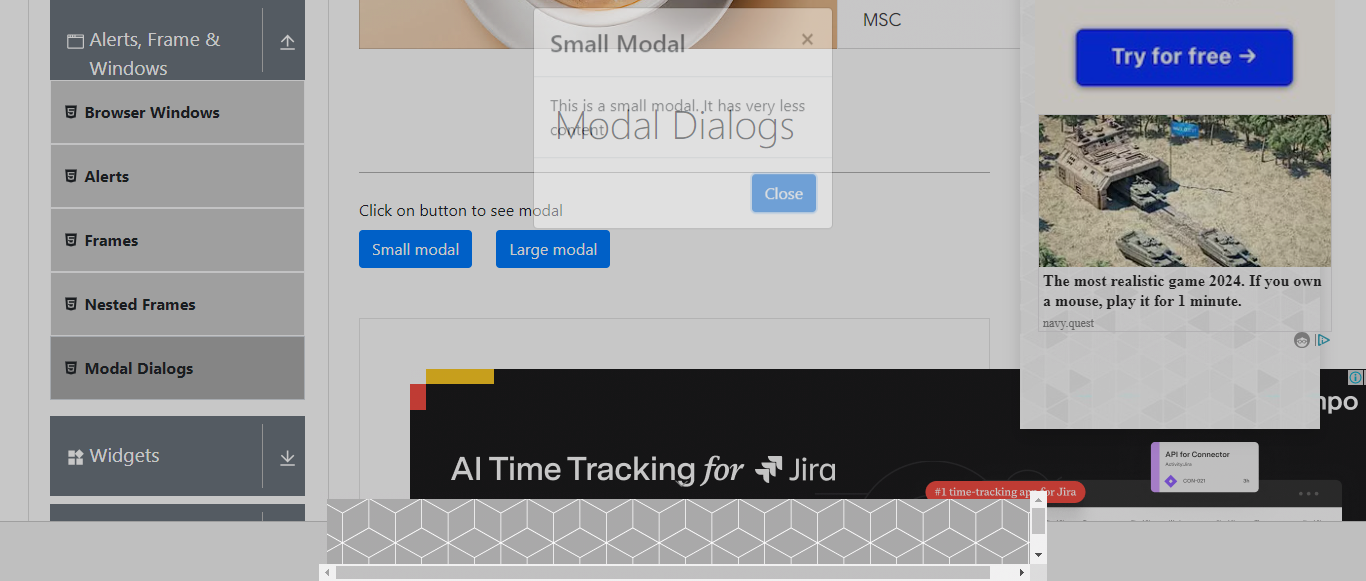 Alerts, Frame &
Windows
Browser Windows
Alerts
Frames
Nested Frames
Modal Dialogs
Widgets
MSC
Small Modal
×
This is a small modal. It has very less
content
Modal Dialogs
Close
Click on button to see modal
Small modal
Large modal
Try for free →
The most realistic game 2024. If you own
a mouse, play it for 1 minute.
navy.quest
AI Time Tracking for Jira
#1 time-tracking app for Jira
API for Connector
CON-021
3h